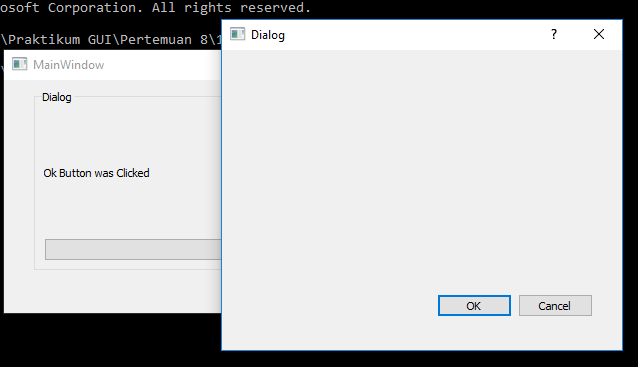 osoft Corporation. All rights reserved.
\Praktikum GUI\Pertemuan 8\1
MainWindow
Dialog
Ok Button was Clicked
Dialog
?
OK
Cancel